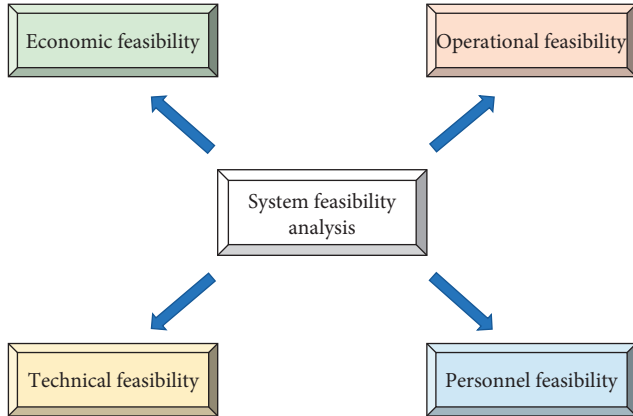 Economic feasibility
Operational feasibility
System feasibility
analysis
Technical feasibility
Personnel feasibility